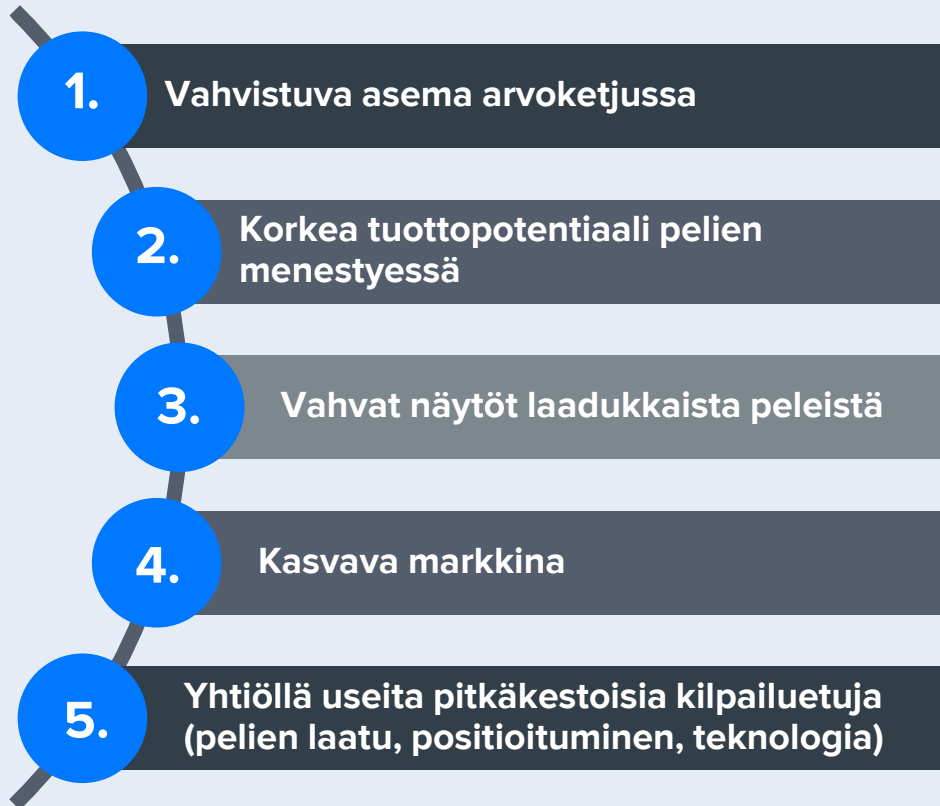 1.
Vahvistuva asema arvoketjussa
2.
Korkea tuottopotentiaali pelien
menestyessä
3.
Vahvat näytöt laadukkaista peleistä
4.
Kasvava markkina
5.
Yhtiöllä useita pitkäkestoisia kilpailuetuja
(pelien laatu, positioituminen, teknologia)